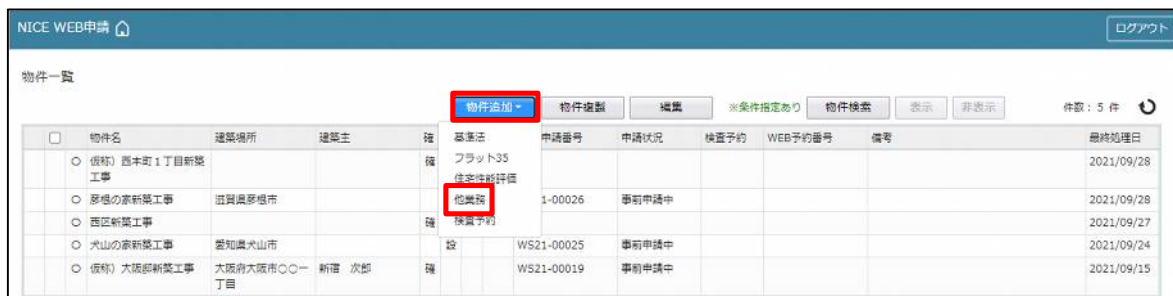 NICE WEB申請
ログアウト
物件一覧
物件追加 物件複製 編集 ※条件指定あり 物件検索 表示 非表示 件数：5 件
物件名 建築場所 建築主 確 申請番号 申請状況 検査予約 WEB予約番号 備考 最終処理日
基準法
フラット35
住宅性能評価
他業務
検査予約
仮称）西本町１丁目新築工事 確 2021/09/28
彦根の家新築工事 滋賀県彦根市 1-00026 事前申請中 2021/09/28
西区新築工事 確 2021/09/27
犬山の家新築工事 愛知県犬山市 設 WS21-00025 事前申請中 2021/09/24
仮称）大阪邸新築工事 大阪府大阪市○○一丁目 新宿 次郎 確 WS21-00019 事前申請中 2021/09/15